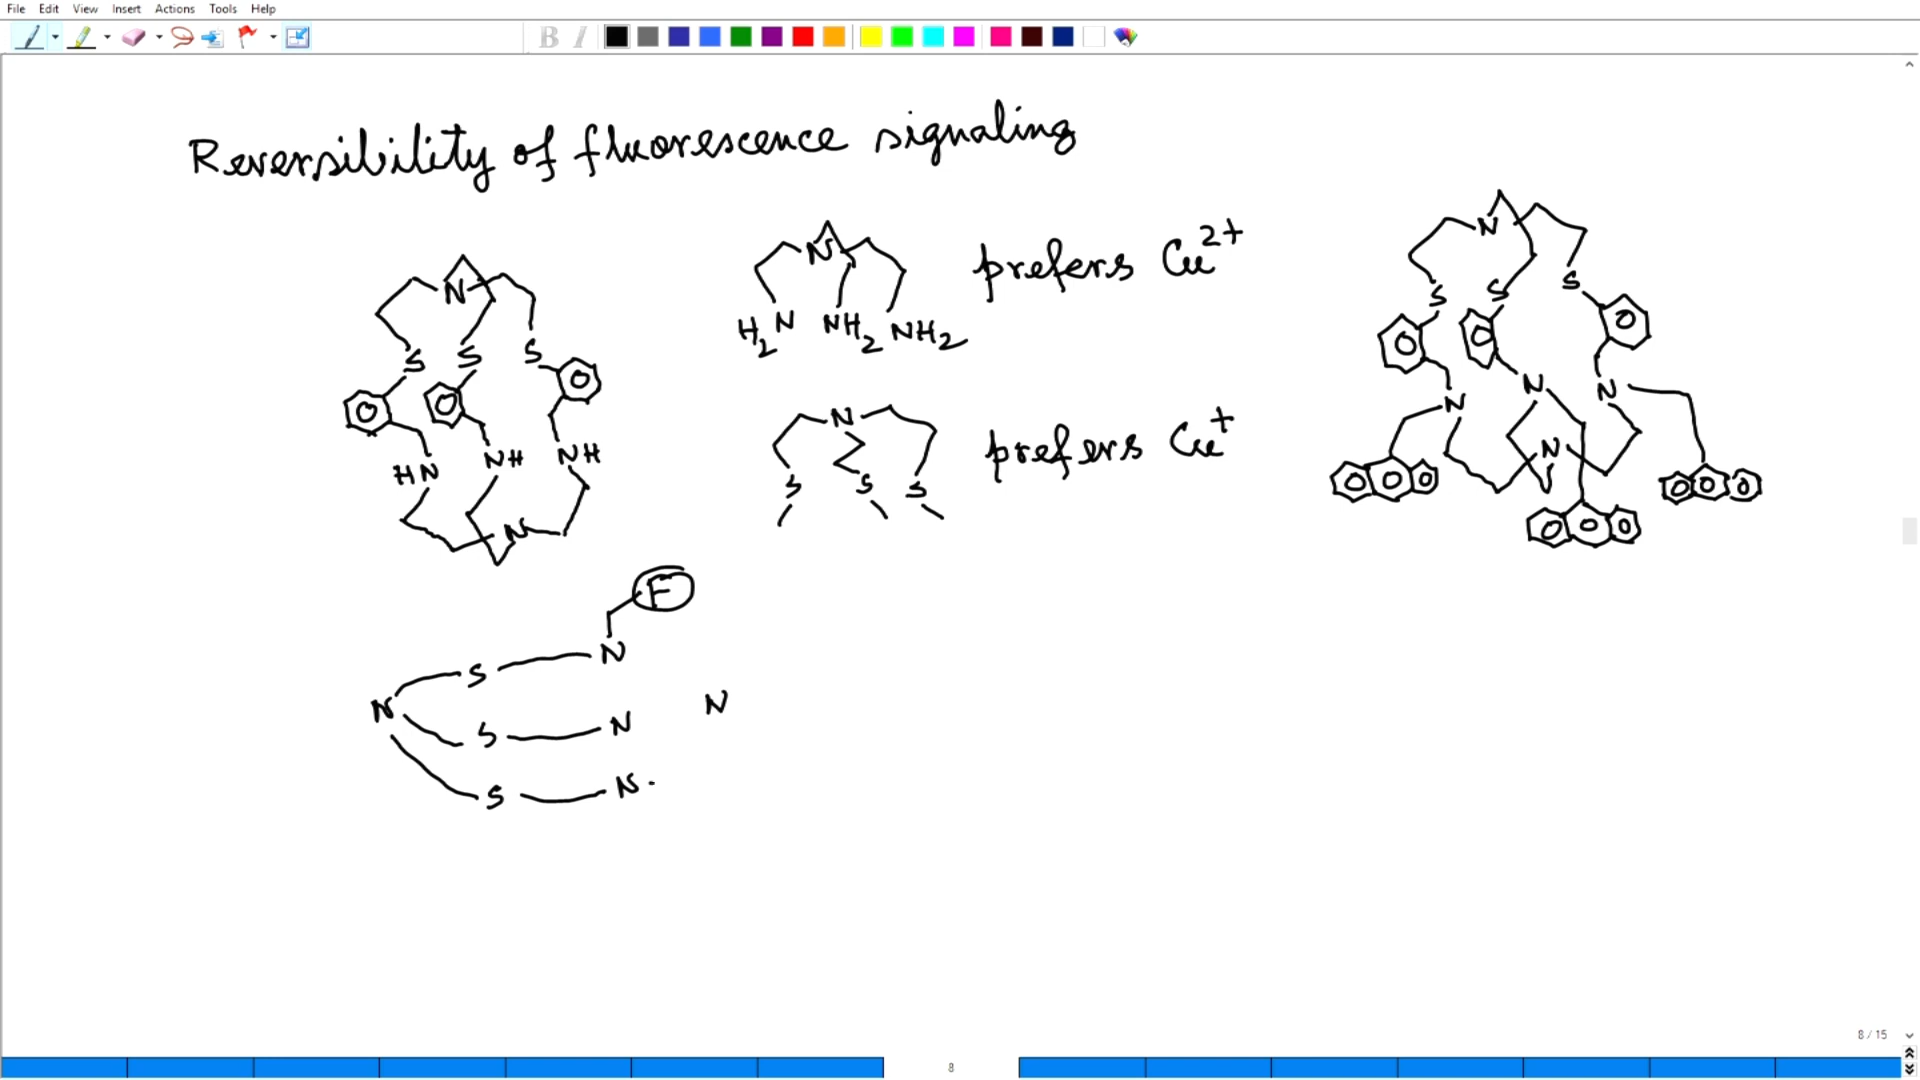 File Edit View Insert Actions Tools Help
B I
Reversibility of fluorescence signaling
N
S S S
HN NH NH
N
N
H2N NH2 NH2
prefers Cu2+
N
S S S
prefers Cu+
N
S S S
N N N
N
F
N S N
S N N
S N.
8 / 15
8